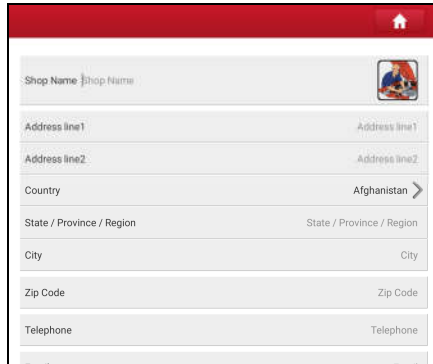 Shop Name Shop Name
Address line1 Address line1
Address line2 Address line2
Country Afghanistan
State / Province / Region State / Province / Region
City City
Zip Code Zip Code
Telephone Telephone